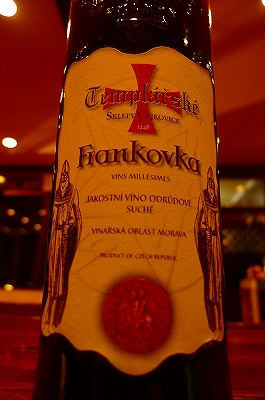 Templářské
SKLEPY ČEJKOVICE
1248
Frankovka
VINS MILLÉSIMES
JAKOSTNÍ VÍNO ODRŮDOVÉ
SUCHÉ
VINAŘSKÁ OBLAST MORAVA
PRODUCT OF CZECH REPUBLIC